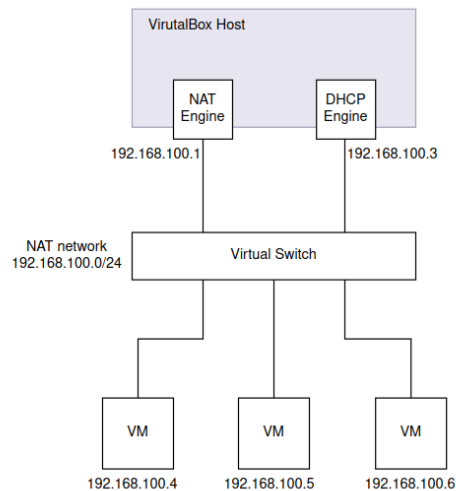 VirutalBox Host
NAT
Engine
DHCP
Engine
192.168.100.1
192.168.100.3
NAT network
192.168.100.0/24
Virtual Switch
VM
VM
VM
192.168.100.4
192.168.100.5
192.168.100.6